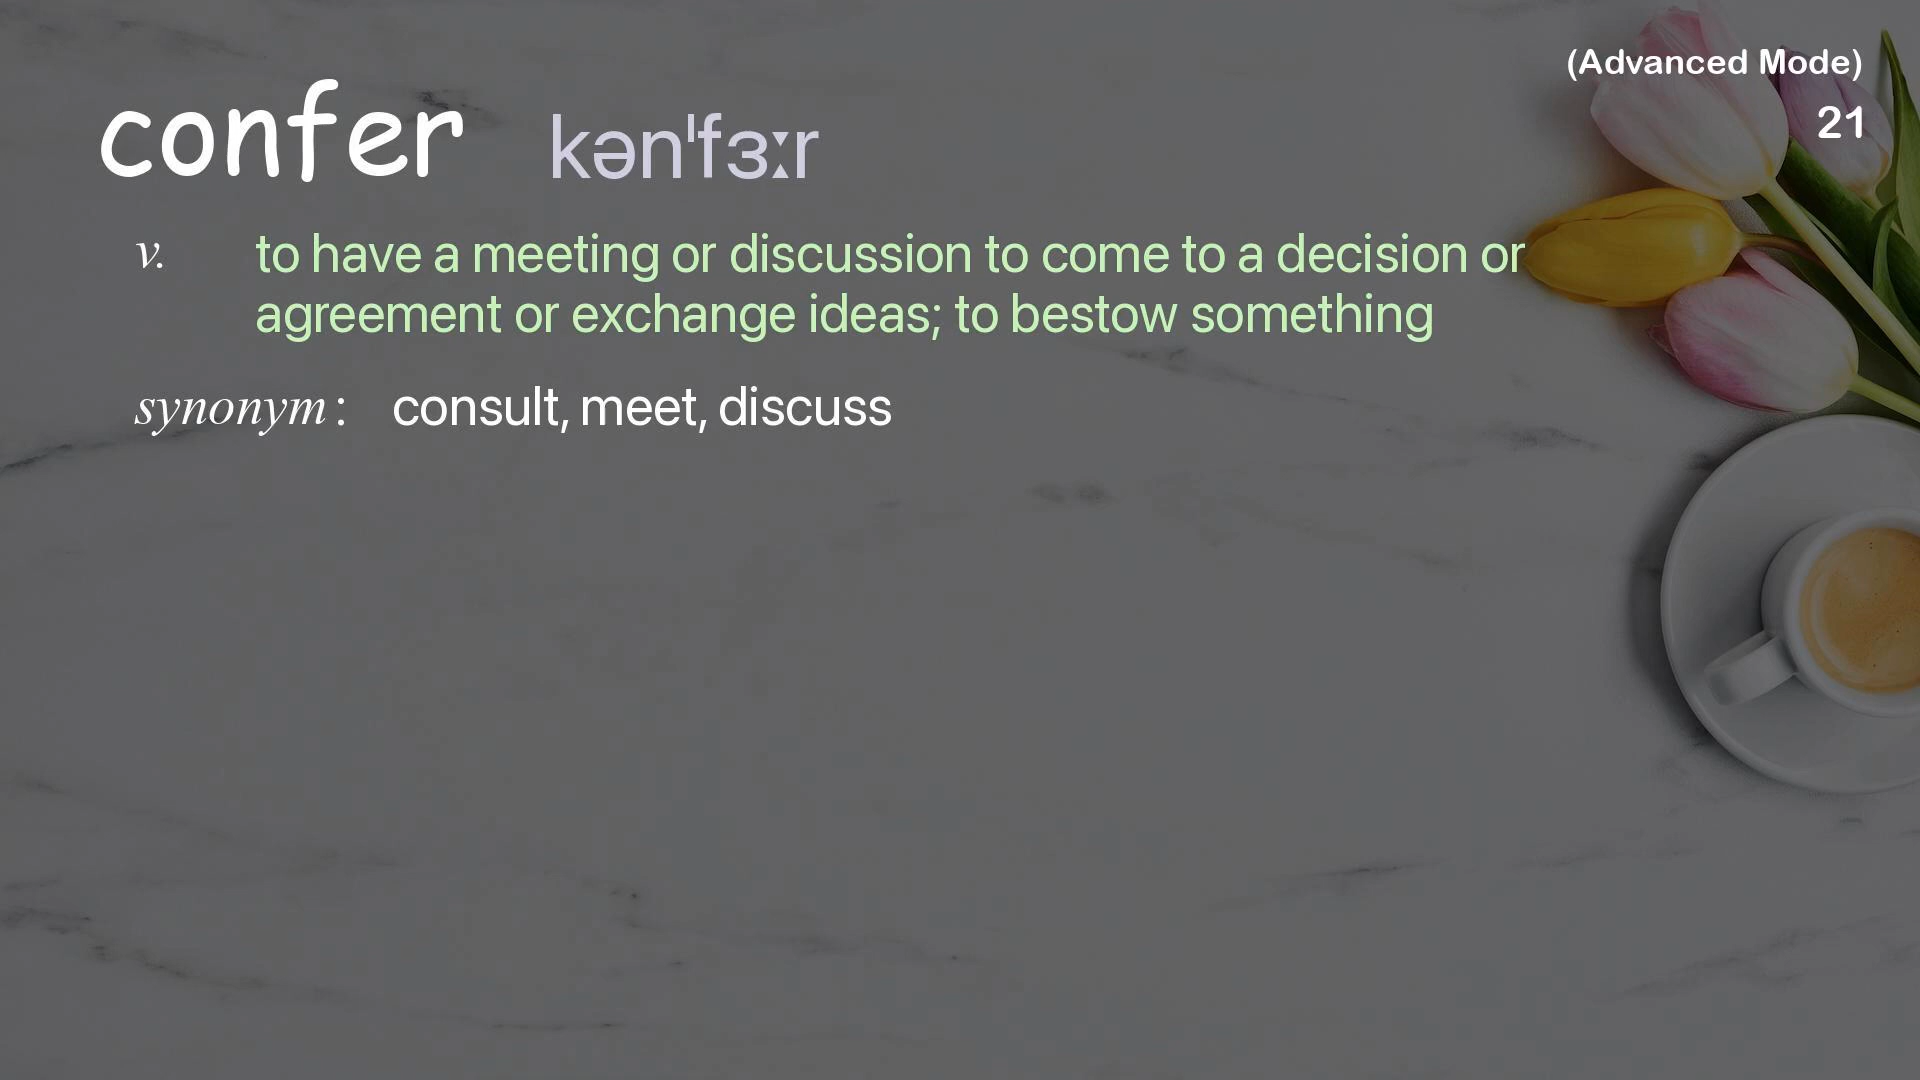 (Advanced Mode)
21
confer kənˈfɜːr
v. to have a meeting or discussion to come to a decision or
agreement or exchange ideas; to bestow something
synonym : consult, meet, discuss